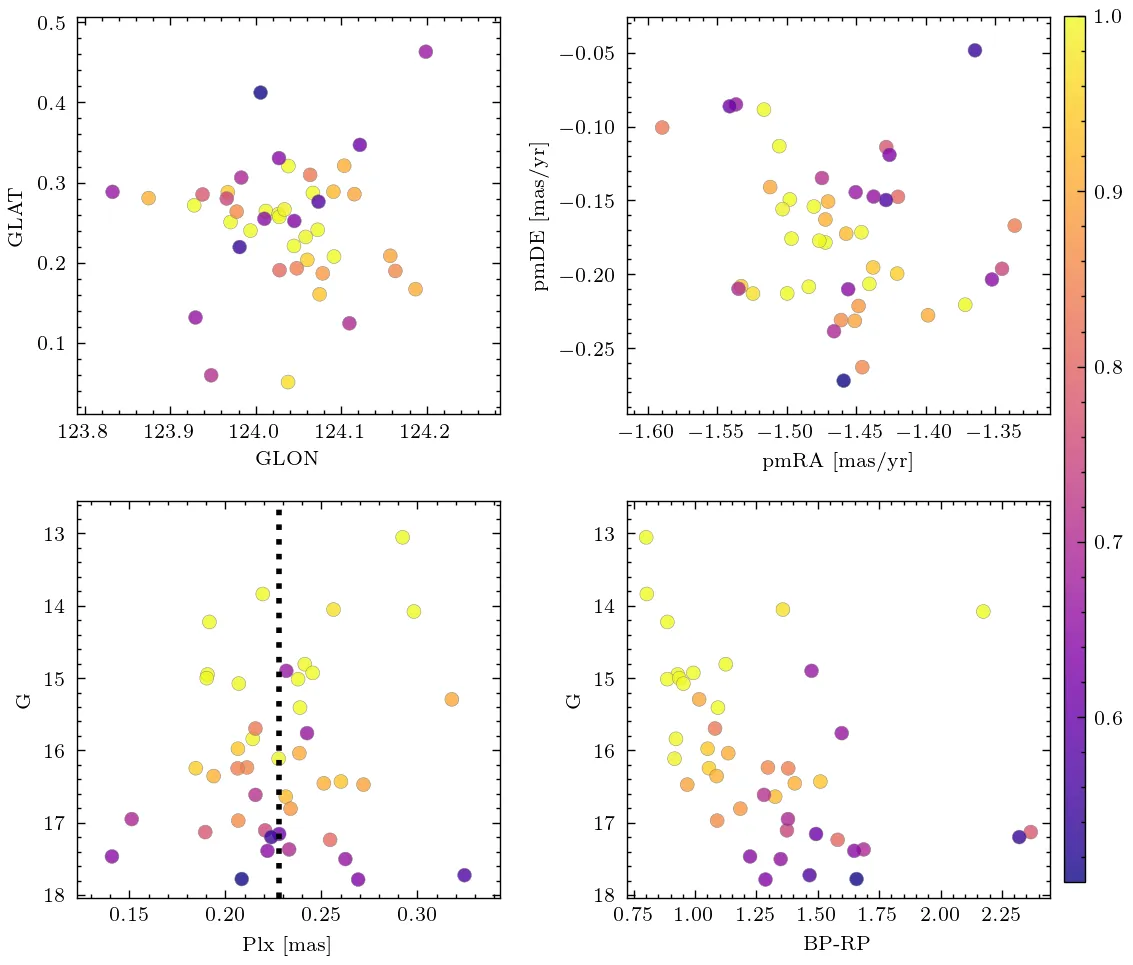 0.5
0.4
0.3
0.2
0.1
GLAT
123.8 123.9 124.0 124.1 124.2
GLON
−0.05
−0.10
−0.15
−0.20
−0.25
pmDE [mas/yr]
−1.60 −1.55 −1.50 −1.45 −1.40 −1.35
pmRA [mas/yr]
1.0
0.9
0.8
0.7
0.6
13
14
15
16
17
18
G
0.15 0.20 0.25 0.30
Plx [mas]
13
14
15
16
17
18
G
0.75 1.00 1.25 1.50 1.75 2.00 2.25
BP-RP